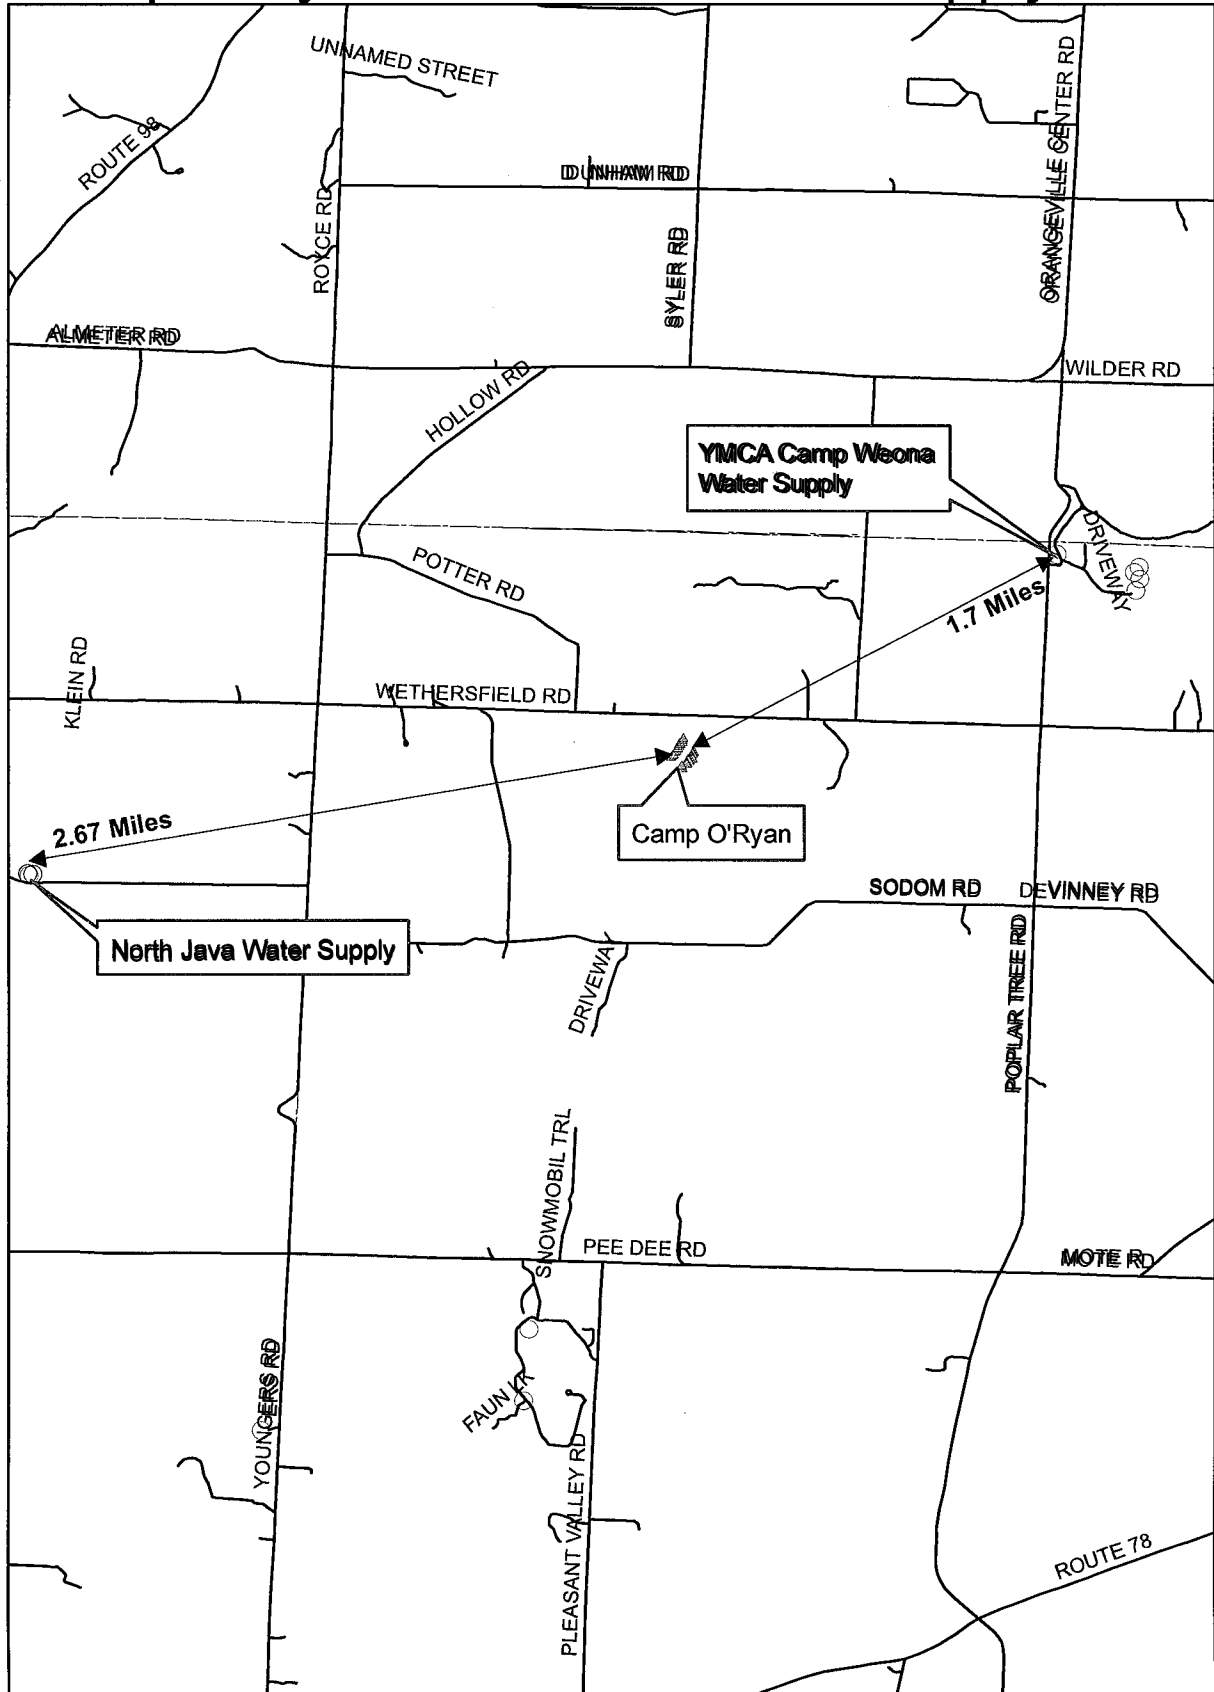 UNNAMED STREET
ROUTE 98
ORANGEVILLE CENTER RD
DUNHAM RD
ROYCE RD
SYLER RD
ALMETER RD
WILDER RD
HOLLOW RD
YMCA Camp Weona
Water Supply
DRIVEWAY
POTTER RD
1.7 Miles
KLEIN RD
WETHERSFIELD RD
2.67 Miles
Camp O'Ryan
SODOM RD
DEVINNEY RD
North Java Water Supply
DRIVEWAY
POPLAR TREE RD
SNOWMOBIL TRL
PEE DEE RD
MOTE RD
YOUNGERS RD
FAUN LK
PLEASANT VALLEY RD
ROUTE 78